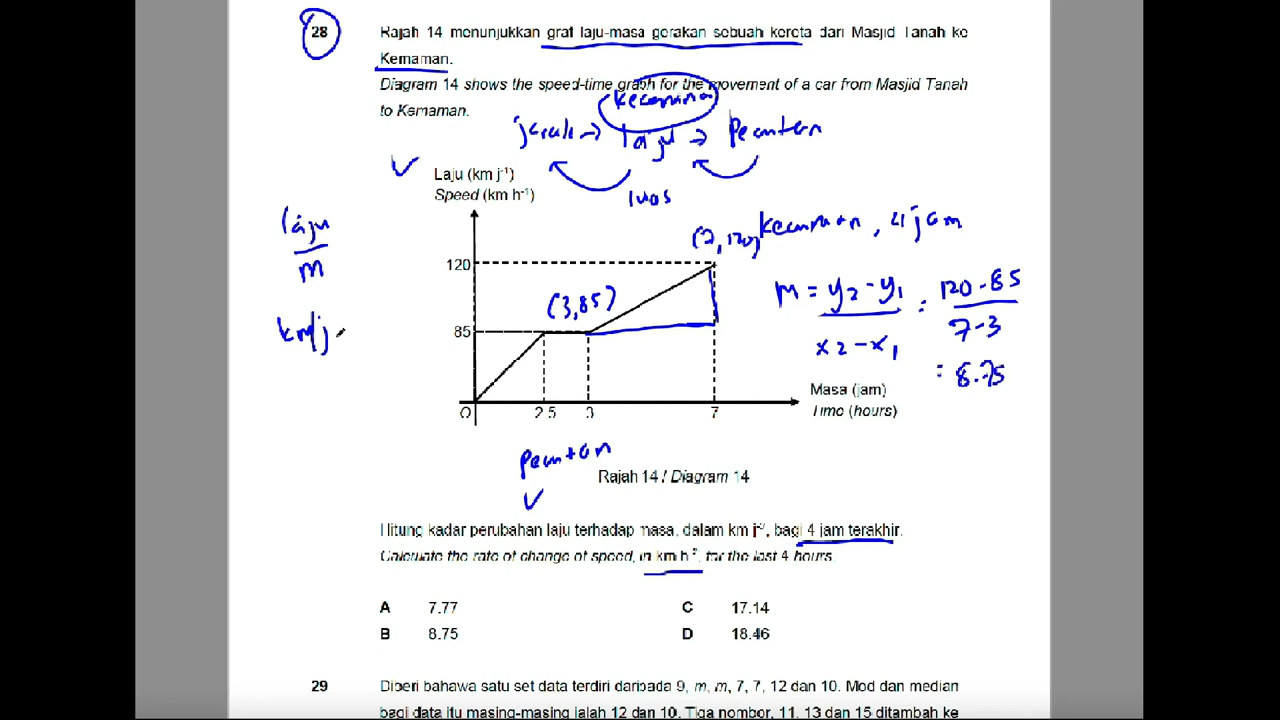 28
Rajah 14 menunjukkan graf laju-masa gerakan sebuah kereta dari Masjid Tanah ke
Kemaman.
Diagram 14 shows the speed-time graph for the movement of a car from Masjid Tanah
to Kemaman.
kecerunan
jarak → laju → pecutan
luas
Laju (km j⁻¹)
Speed (km h⁻¹)
laju
m
km/j
(7,120)
kecerunan, 4 jam
120
(3,85)
85
m = y2 - y1 = 120 - 85
x2 - x1 7 - 3
= 8.75
Masa (jam)
Time (hours)
O 2.5 3 7
pecutan
Rajah 14 / Diagram 14
Hitung kadar perubahan laju terhadap masa, dalam km j⁻², bagi 4 jam terakhir.
Calculate the rate of change of speed, in km h⁻², for the last 4 hours.
A 7.77
C 17.14
B 8.75
D 18.46
29
Diberi bahawa satu set data terdiri daripada 9, m, m, 7, 7, 12 dan 10. Mod dan median
bagi data itu masing-masing ialah 12 dan 10. Tiga nombor, 11, 13 dan 15 ditambah ke